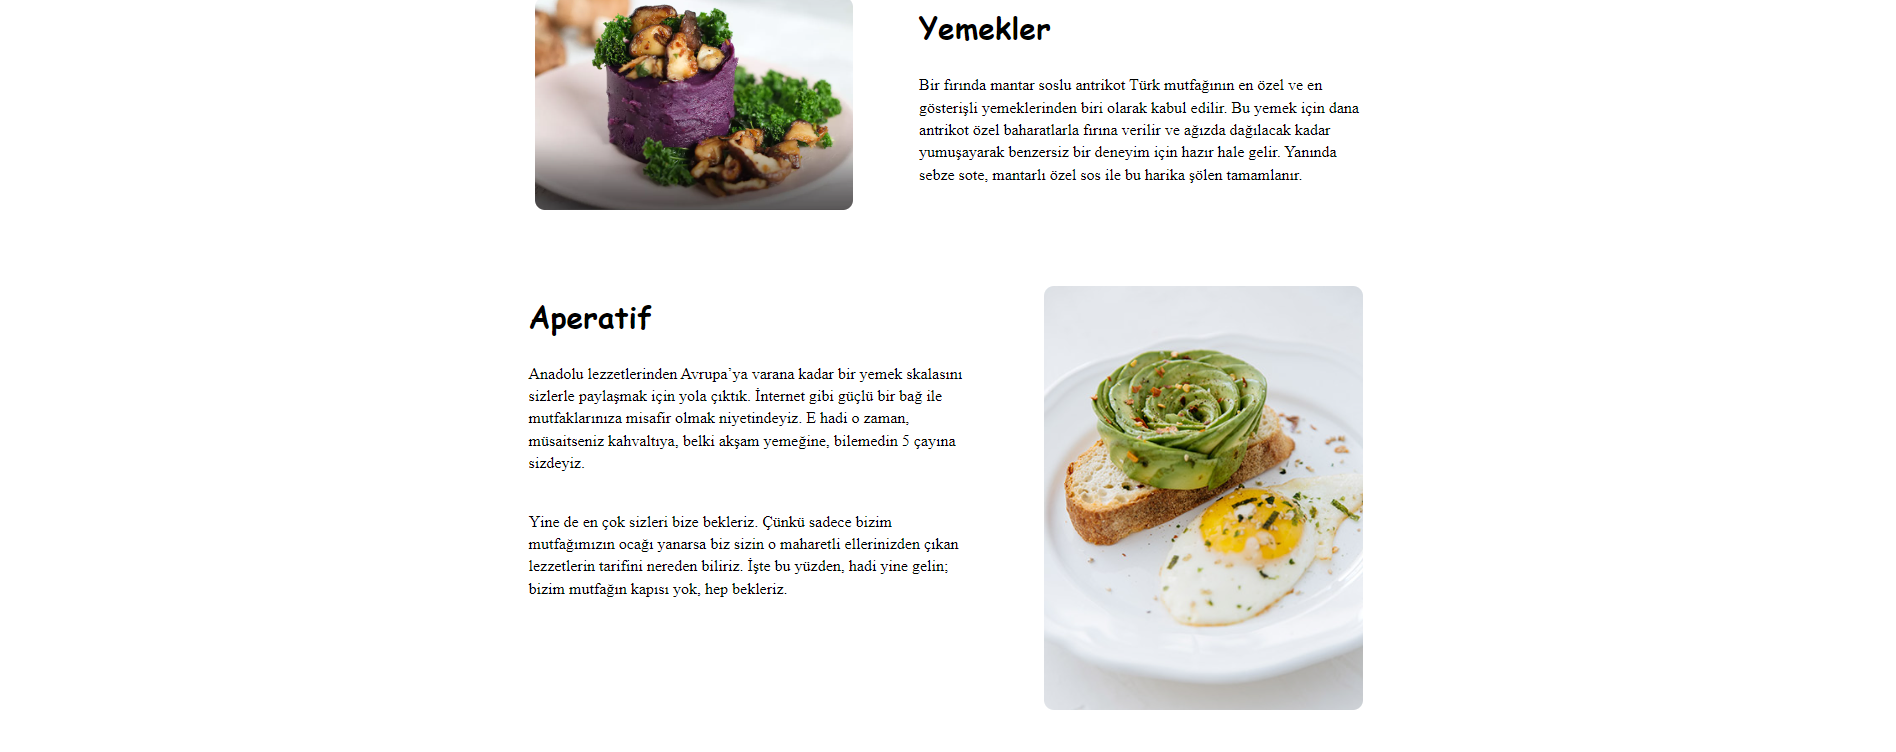 Yemekler
Bir fırında mantar soslu antrikot Türk mutfağının en özel ve en
gösterişli yemeklerinden biri olarak kabul edilir. Bu yemek için dana
antrikot özel baharatlarla fırına verilir ve ağızda dağılacak kadar
yumuşayarak benzersiz bir deneyim için hazır hale gelir. Yanında
sebze sote, mantarlı özel sos ile bu harika şölen tamamlanır.
Aperatif
Anadolu lezzetlerinden Avrupa’ya varana kadar bir yemek skalasını
sizlerle paylaşmak için yola çıktık. İnternet gibi güçlü bir bağ ile
mutfaklarınıza misafir olmak niyetindeyiz. E hadi o zaman,
müsaitseniz kahvaltıya, belki akşam yemeğine, bilemedin 5 çayına
sizdeyiz.
Yine de en çok sizleri bize bekleriz. Çünkü sadece bizim
mutfağımızın ocağı yanarsa biz sizin o maharetli ellerinizden çıkan
lezzetlerin tarifini nereden biliriz. İşte bu yüzden, hadi yine gelin;
bizim mutfağın kapısı yok, hep bekleriz.